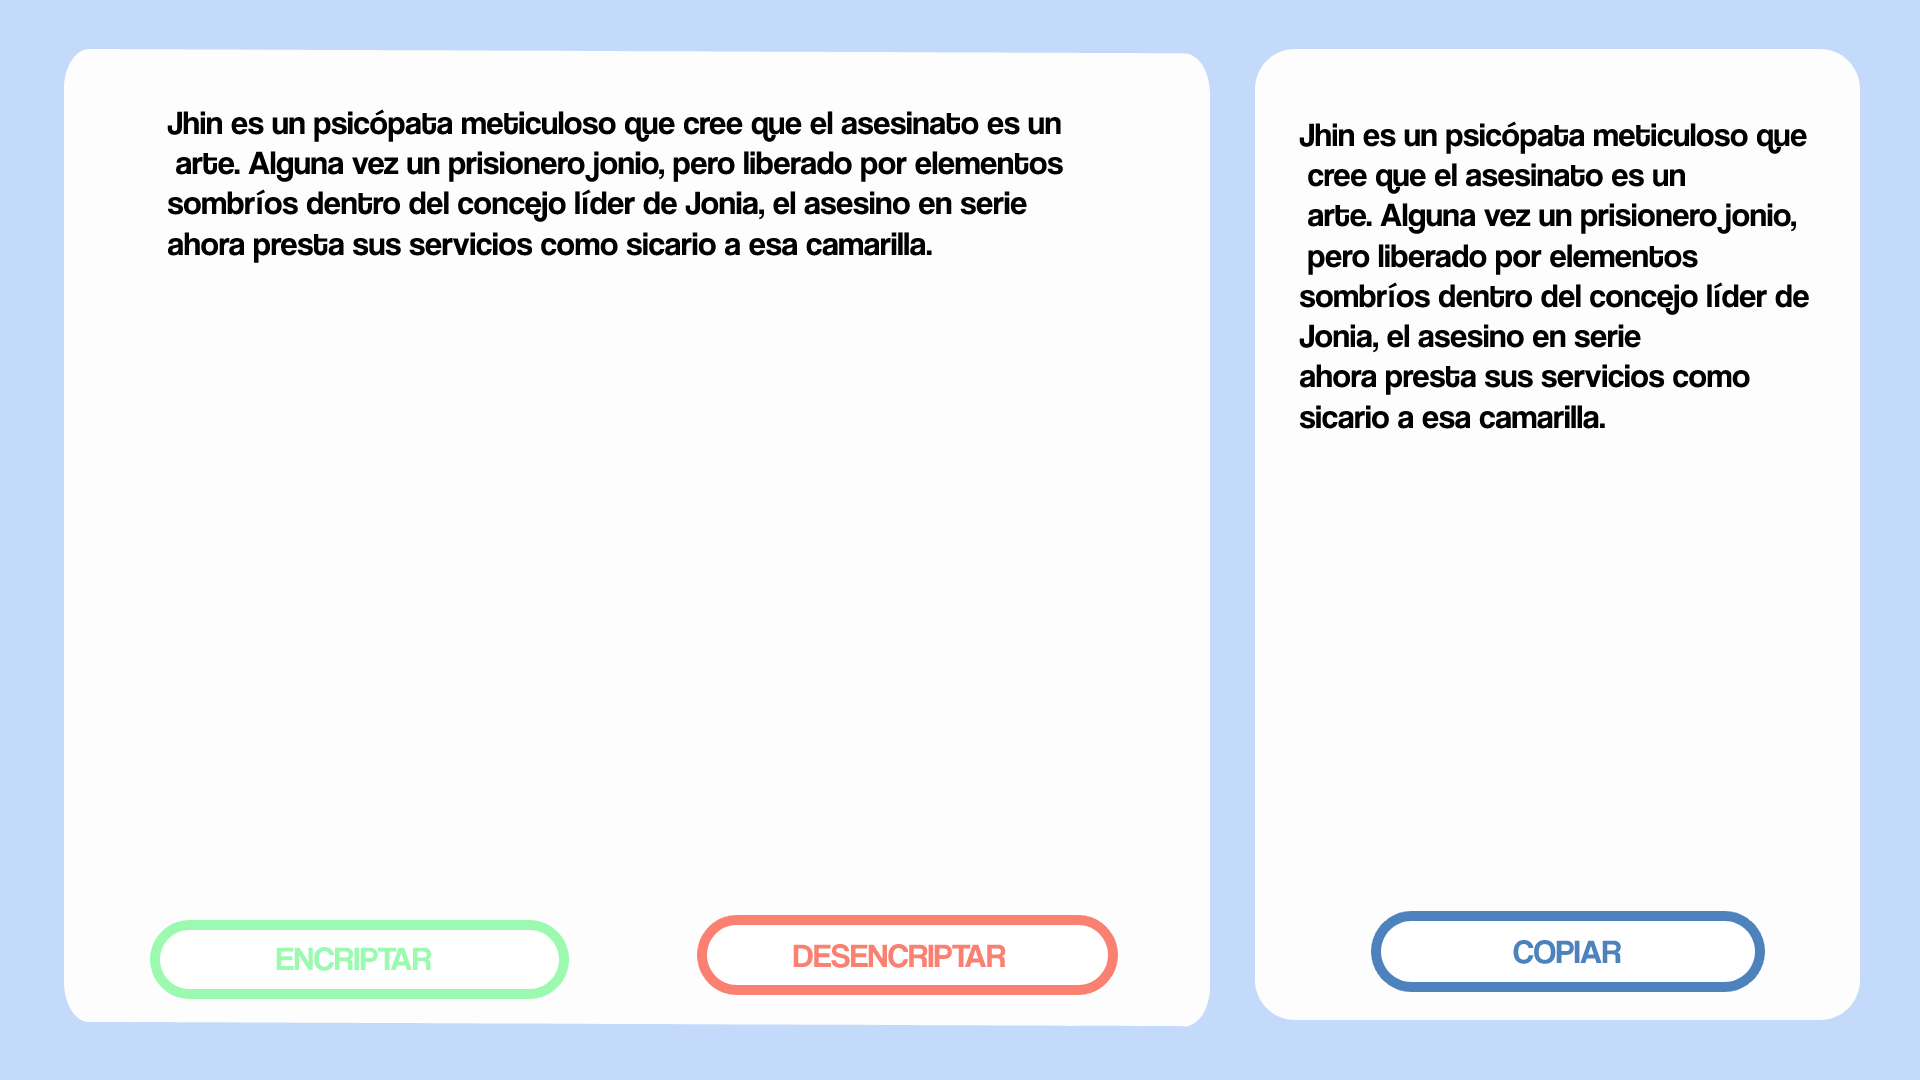 Jhin es un psicópata meticuloso que cree que el asesinato es un
arte. Alguna vez un prisionero jonio, pero liberado por elementos
sombríos dentro del concejo líder de Jonia, el asesino en serie
ahora presta sus servicios como sicario a esa camarilla.
ENCRIPTAR
DESENCRIPTAR
Jhin es un psicópata meticuloso que
cree que el asesinato es un
arte. Alguna vez un prisionero jonio,
pero liberado por elementos
sombríos dentro del concejo líder de
Jonia, el asesino en serie
ahora presta sus servicios como
sicario a esa camarilla.
COPIAR